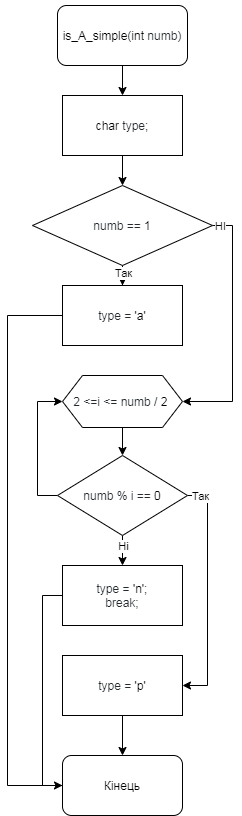 is_A_simple(int numb)
char type;
numb == 1
НІ
Так
type = 'a'
2 <=i <= numb / 2
numb % i == 0
Так
Ні
type = 'n';
break;
type = 'p'
Кінець